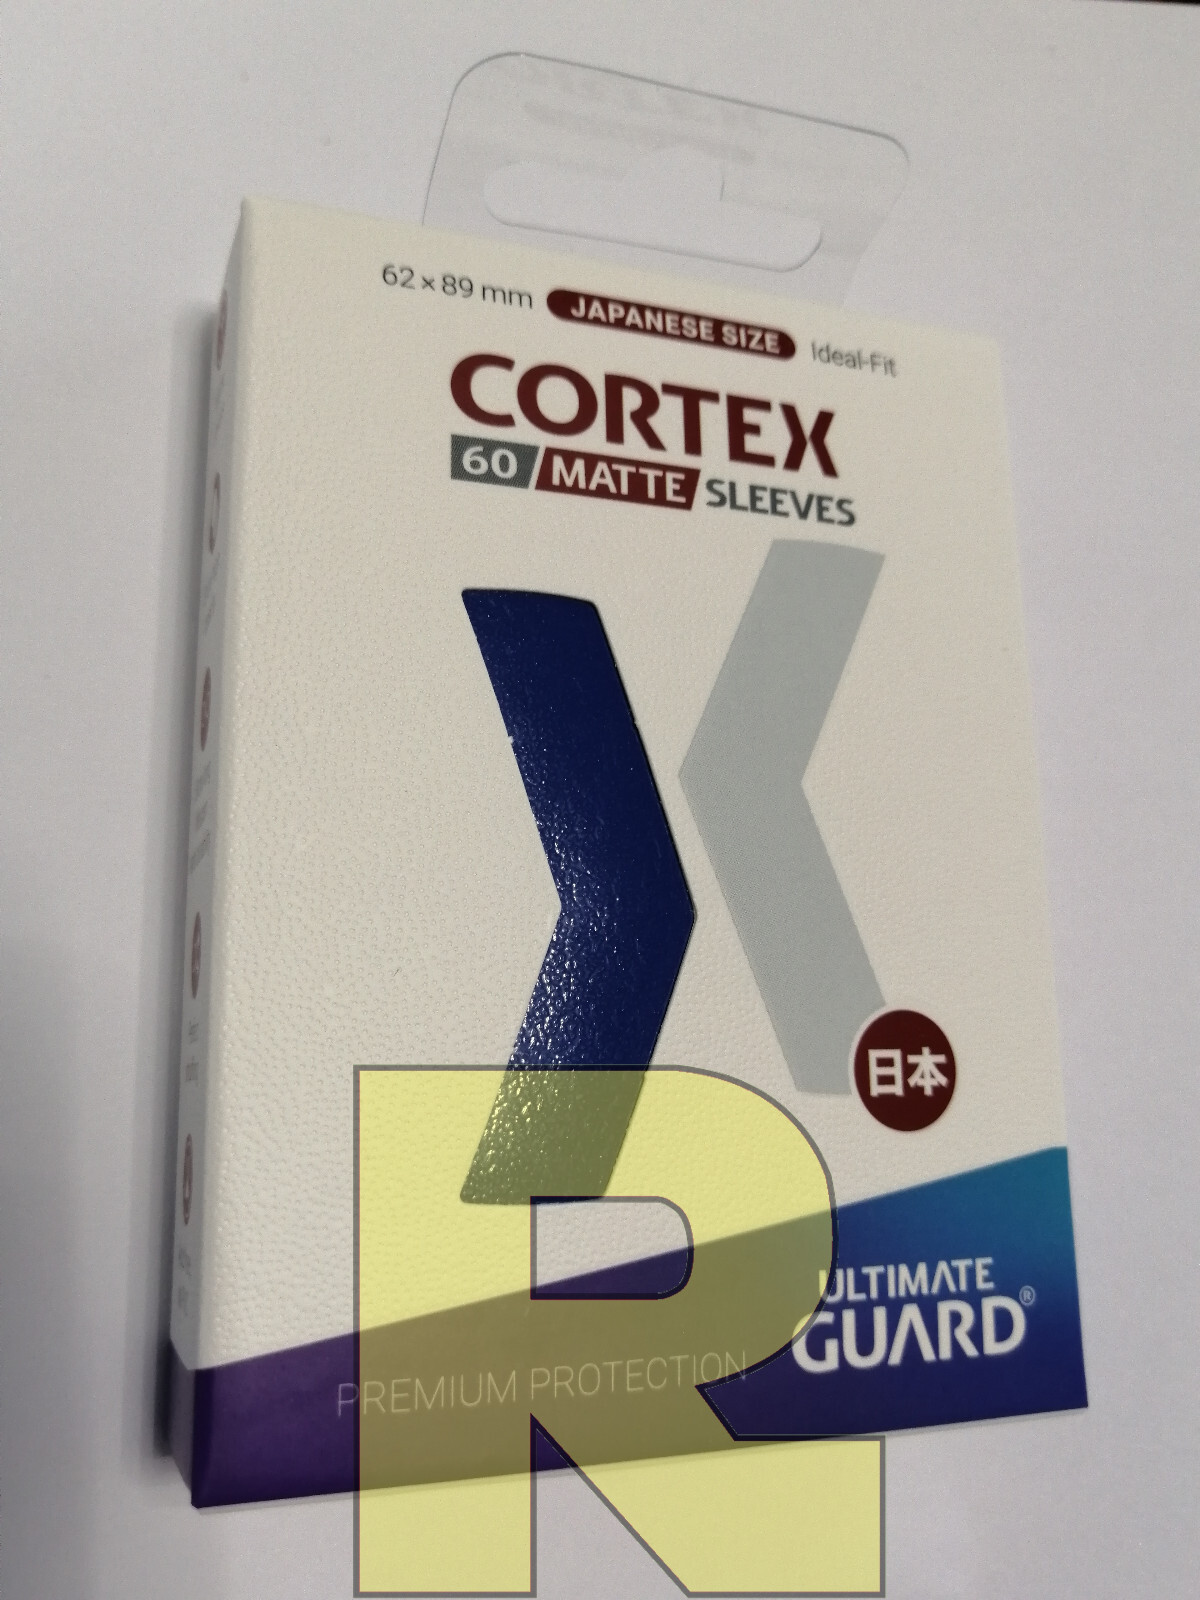 62 × 89 mm JAPANESE SIZE Ideal-Fit
CORTEX
60 MATTE SLEEVES
日本
ULTIMATE
GUARD®
PREMIUM PROTECTION
R